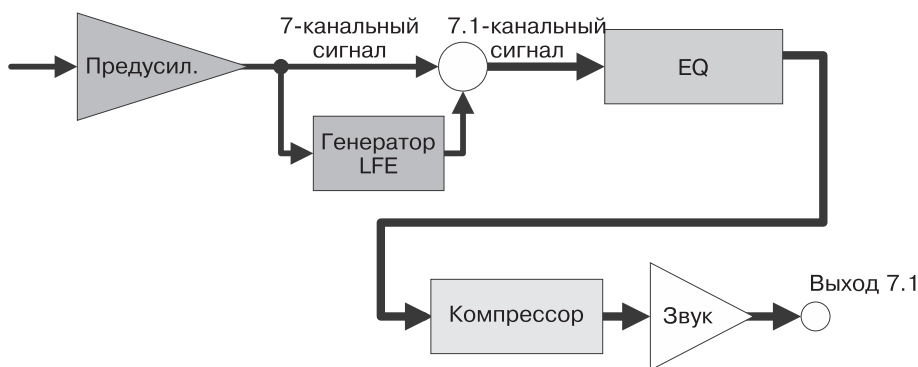 7-канальный
сигнал
7.1-канальный
сигнал
Предусил.
EQ
Генератор
LFE
Компрессор
Звук
Выход 7.1